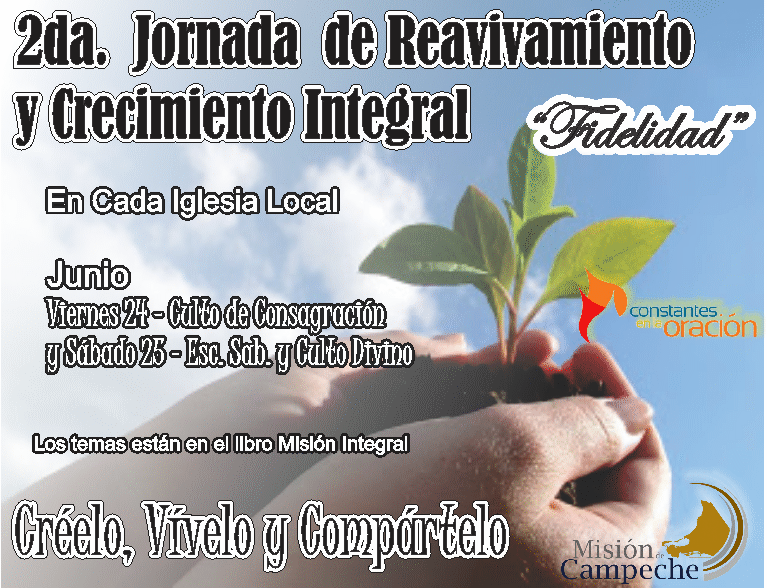 2da. Jornada de Reavivamiento
y Crecimiento Integral
"Fidelidad"
En Cada Iglesia Local
Junio
Viernes 24 - Culto de Consagración
y Sábado 25 - Esc. Sab. y Culto Divino
constantes
en la oración
Los temas están en el libro Misión Integral
Créelo, Vívelo y Compártelo
Misión de
Campeche